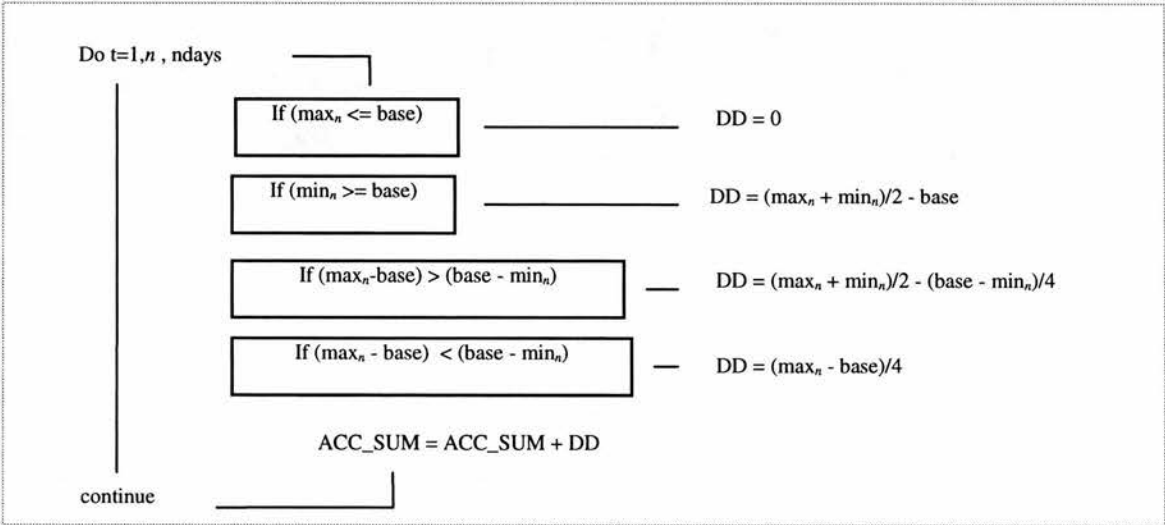 Do t=1,n , ndays
If (maxₙ <= base) DD = 0
If (minₙ >= base) DD = (maxₙ + minₙ)/2 - base
If (maxₙ-base) > (base - minₙ) DD = (maxₙ + minₙ)/2 - (base - minₙ)/4
If (maxₙ - base) < (base - minₙ) DD = (maxₙ - base)/4
ACC_SUM = ACC_SUM + DD
continue